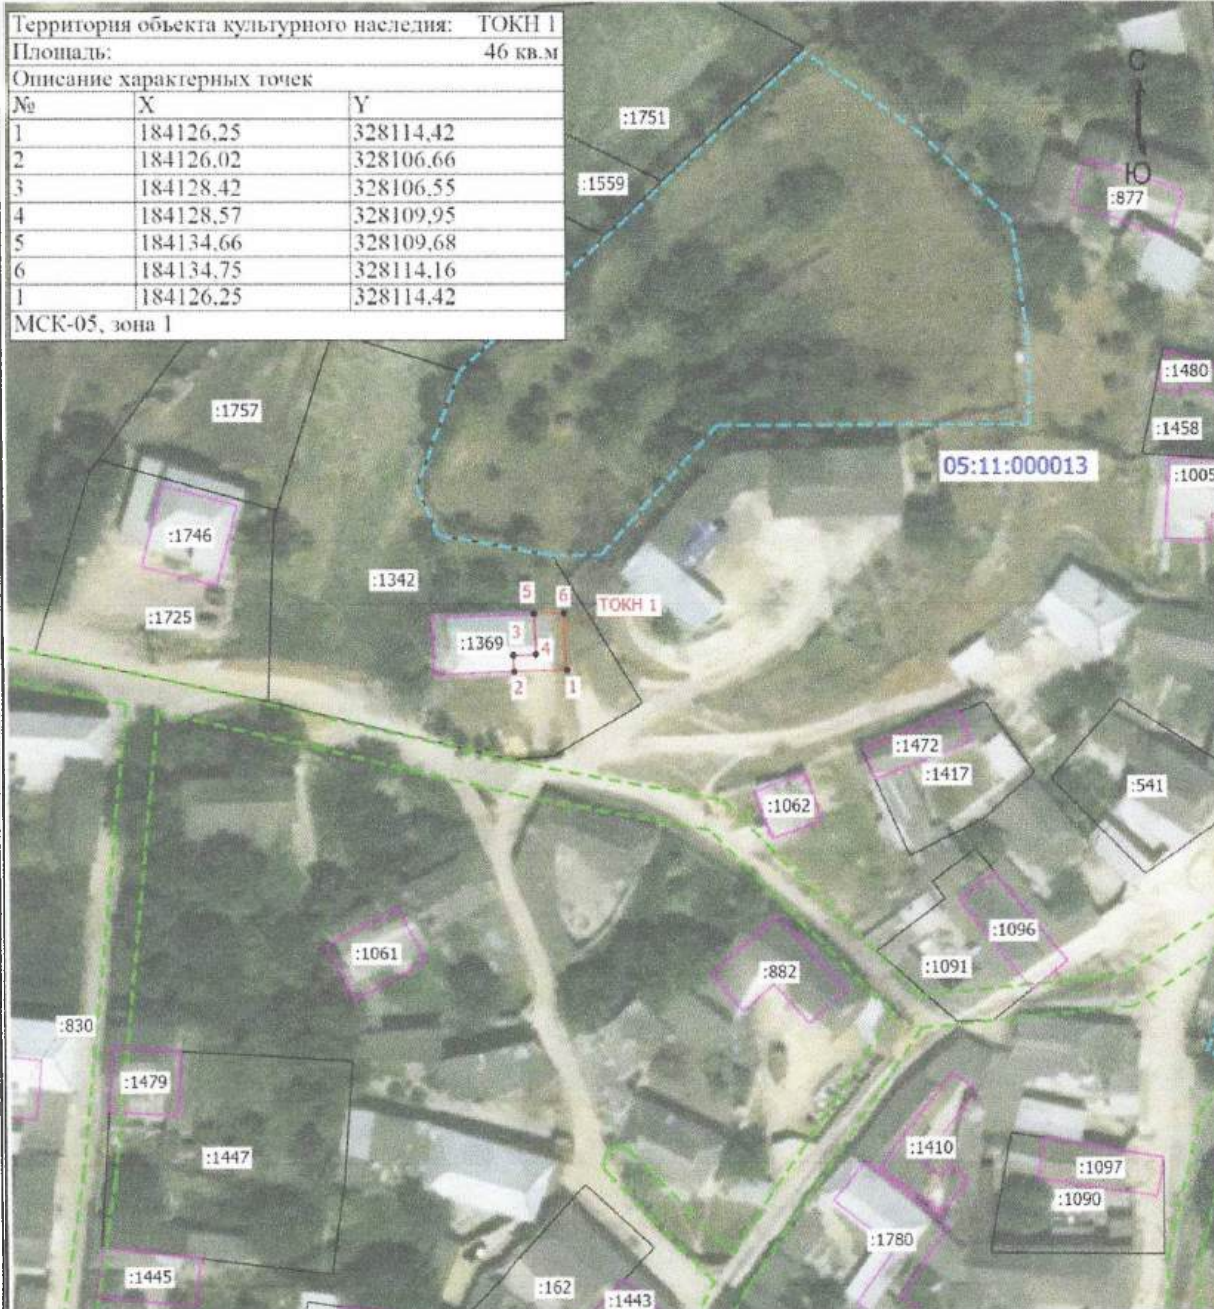 Территория объекта культурного наследия: ТОКН 1
Площадь: 46 кв.м
Описание характерных точек
№ X Y
1 184126,25 328114,42
2 184126,02 328106,66
3 184128,42 328106,55
4 184128,57 328109,95
5 184134,66 328109,68
6 184134,75 328114,16
1 184126,25 328114,42
МСК-05, зона 1
С
Ю
:1751
:1559
:877
:1480
:1757
:1458
05:11:000013
:1005
:1746
:1342
:1725
5
6
ТОКН 1
:1369
3
4
2
1
:1472
:1417
:541
:1062
:1061
:882
:1096
:1091
:830
:1479
:1447
:1410
:1097
:1090
:1780
:1445
:162
:1443